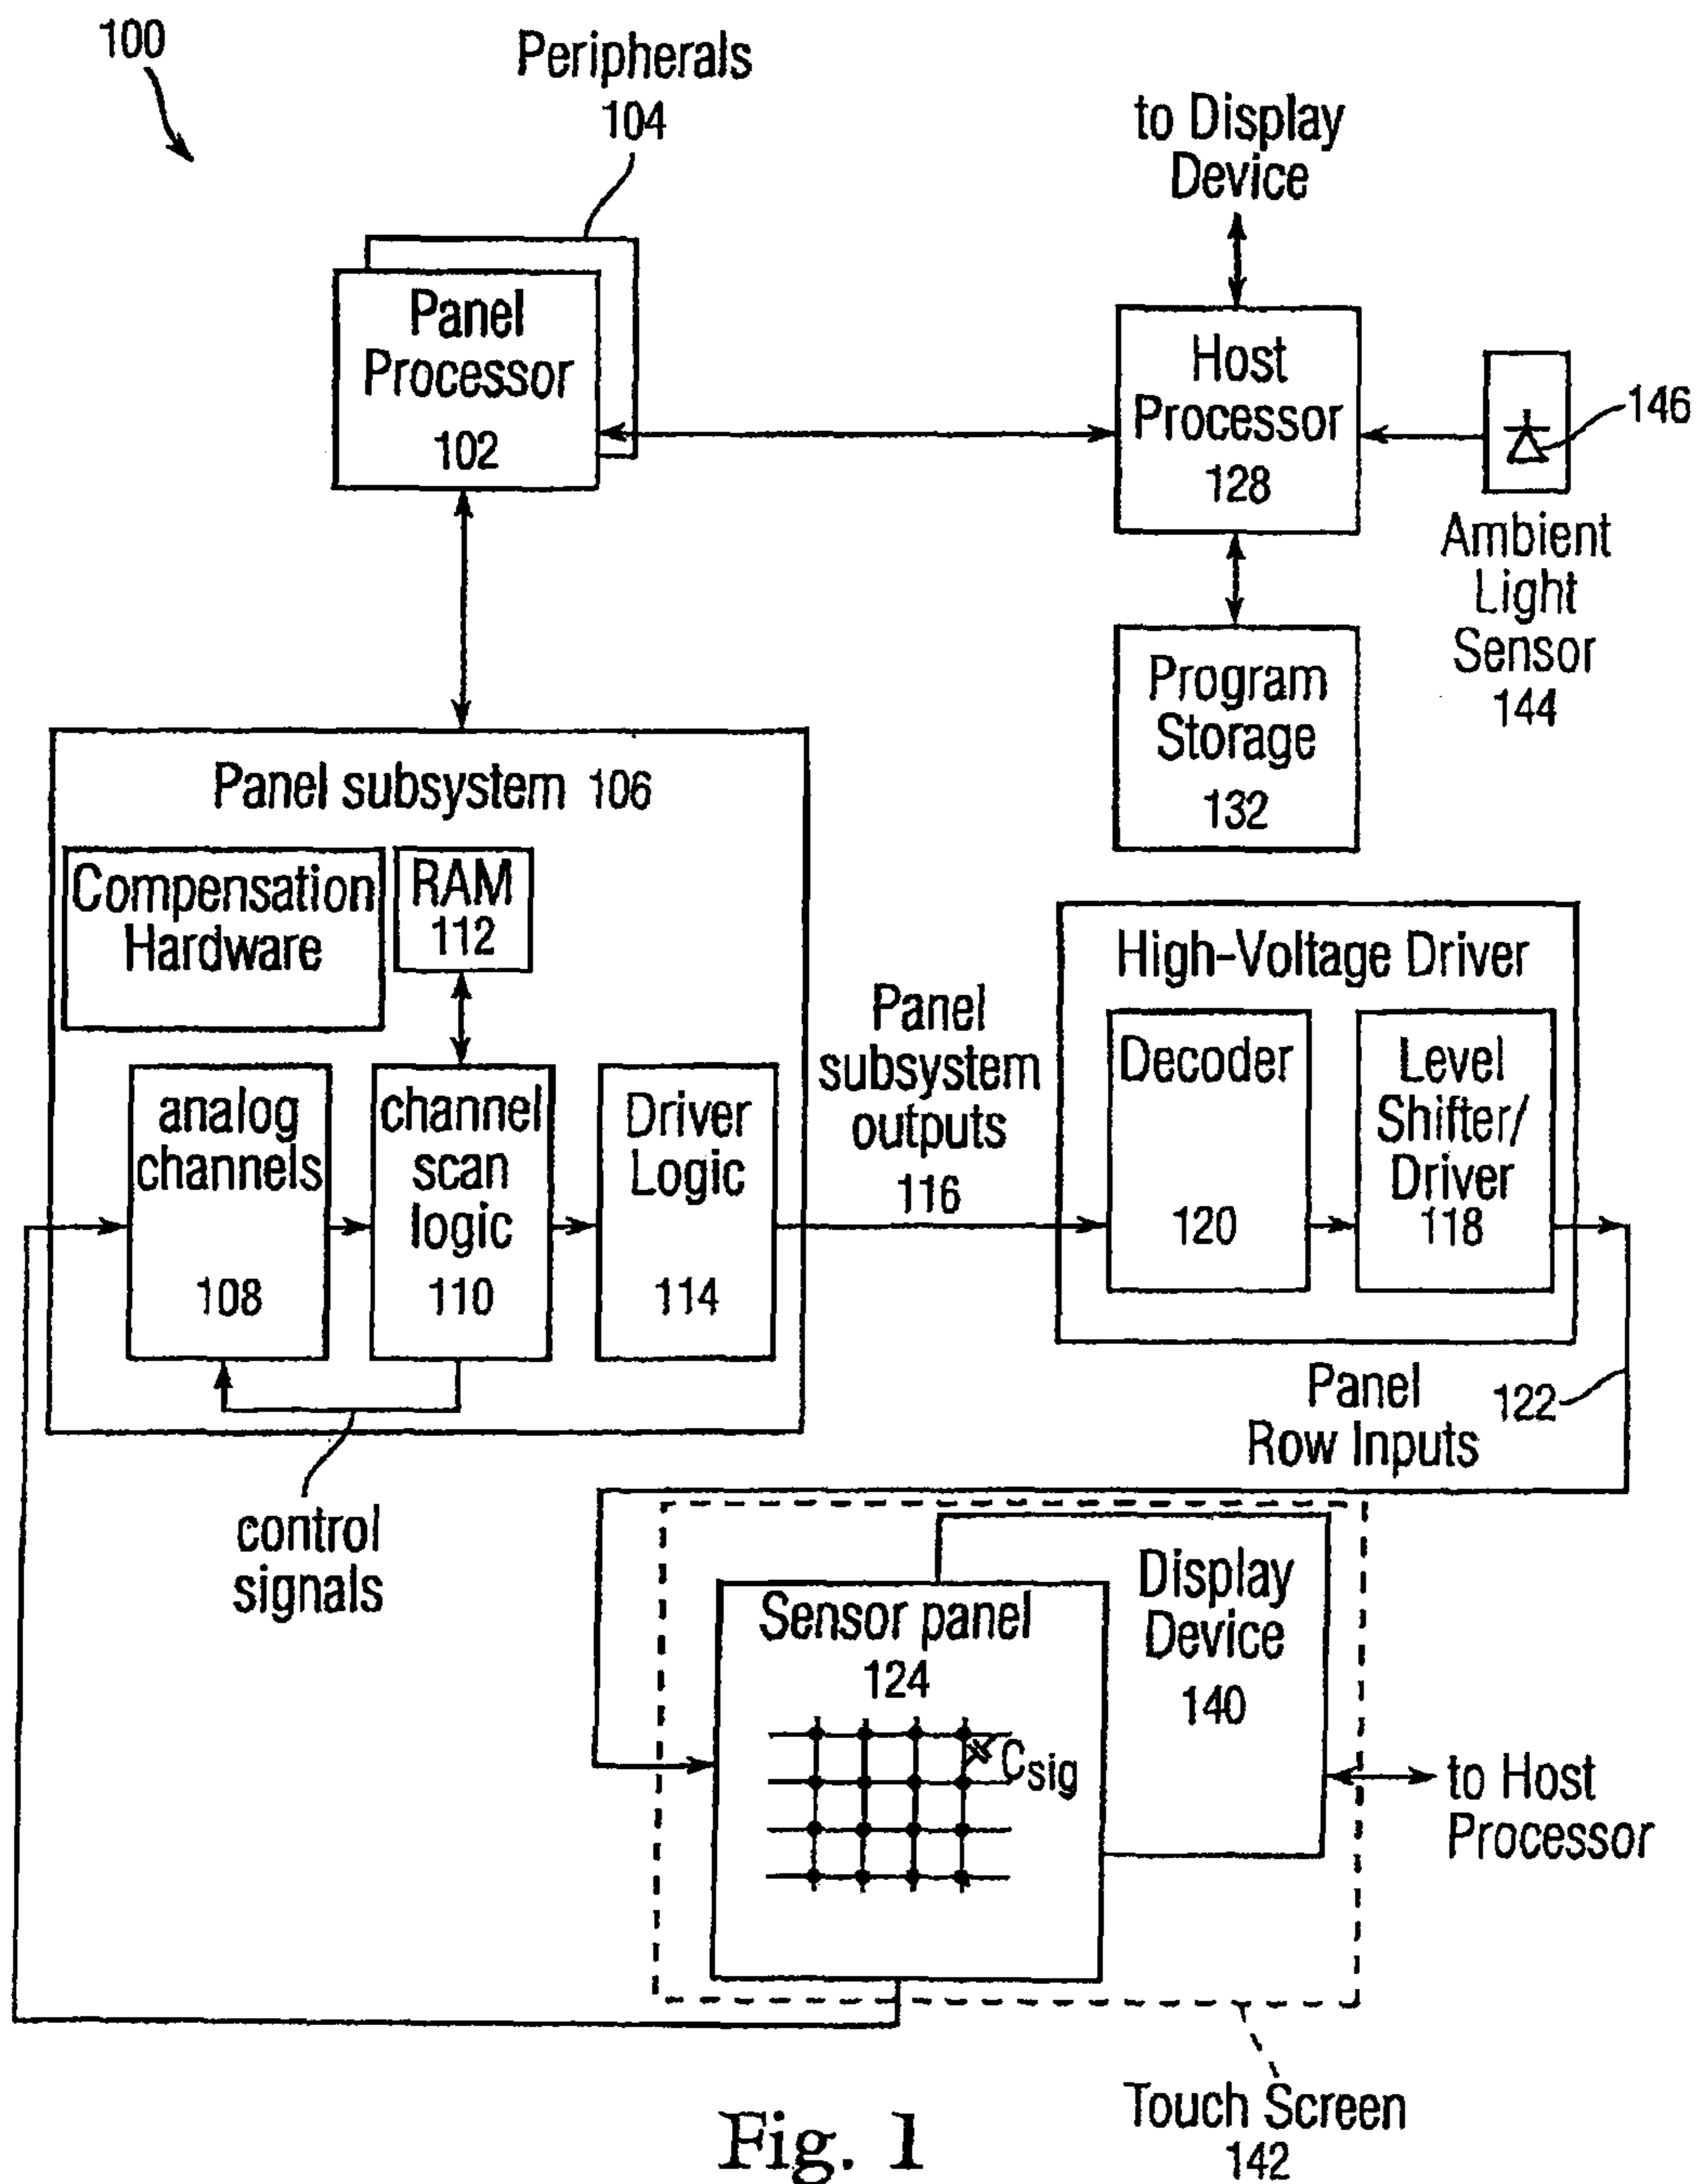 100
Peripherals
104
to Display
Device
Panel
Processor
102
Host
Processor
128
146
Ambient
Light
Sensor
144
Program
Storage
132
Panel subsystem 106
Compensation
Hardware
RAM
112
analog
channels
108
channel
scan
logic
110
Driver
Logic
114
control
signals
Panel
subsystem
outputs
116
High-Voltage Driver
Decoder
120
Level
Shifter/
Driver
118
Panel
Row Inputs
122
Sensor panel
124
Csig
Display
Device
140
to Host
Processor
Touch Screen
142
Fig. 1